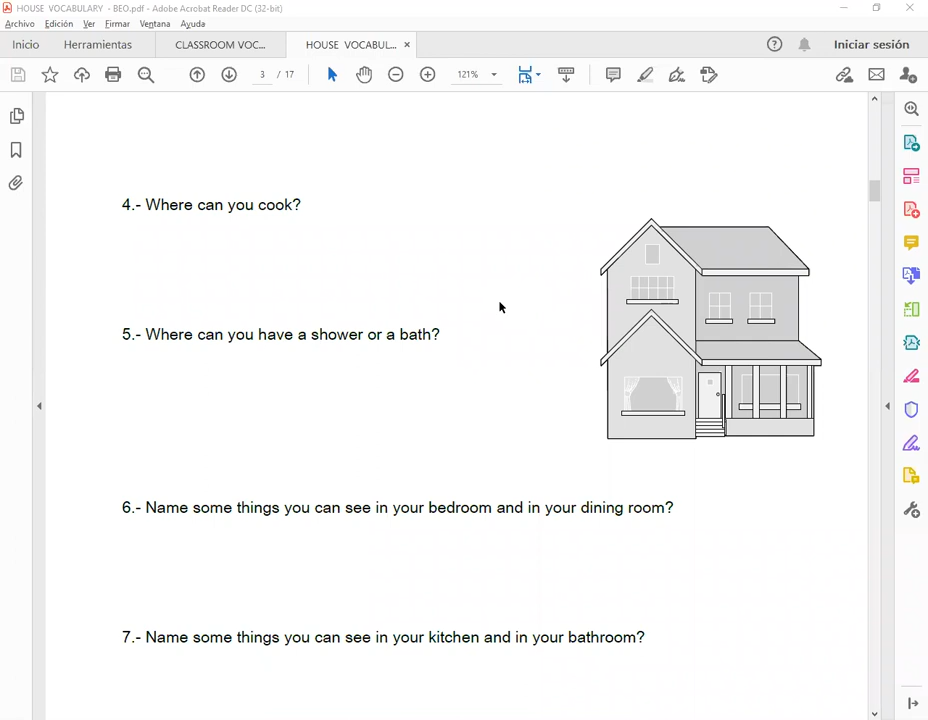 HOUSE VOCABULARY - BEO.pdf - Adobe Acrobat Reader DC (32-bit)
Archivo Edición Ver Firmar Ventana Ayuda
Inicio Herramientas CLASSROOM VOC... HOUSE VOCABUL... × Iniciar sesión
3 / 17 121%
4.- Where can you cook?
5.- Where can you have a shower or a bath?
6.- Name some things you can see in your bedroom and in your dining room?
7.- Name some things you can see in your kitchen and in your bathroom?